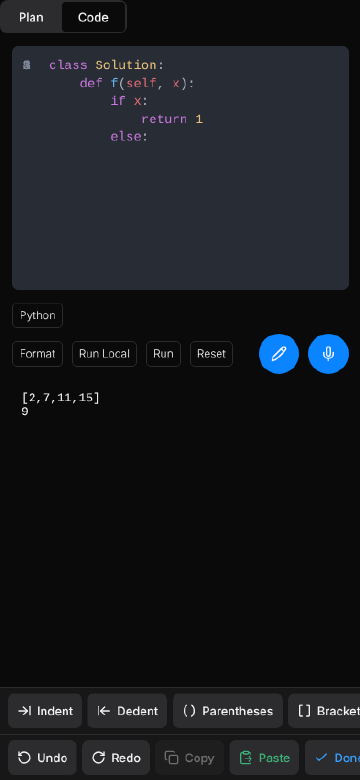 Plan Code
class Solution:
    def f(self, x):
        if x:
            return 1
        else:
Python
Format Run Local Run Reset
[2,7,11,15]
9
Indent Dedent () Parentheses [] Bracket
Undo Redo Copy Paste Done